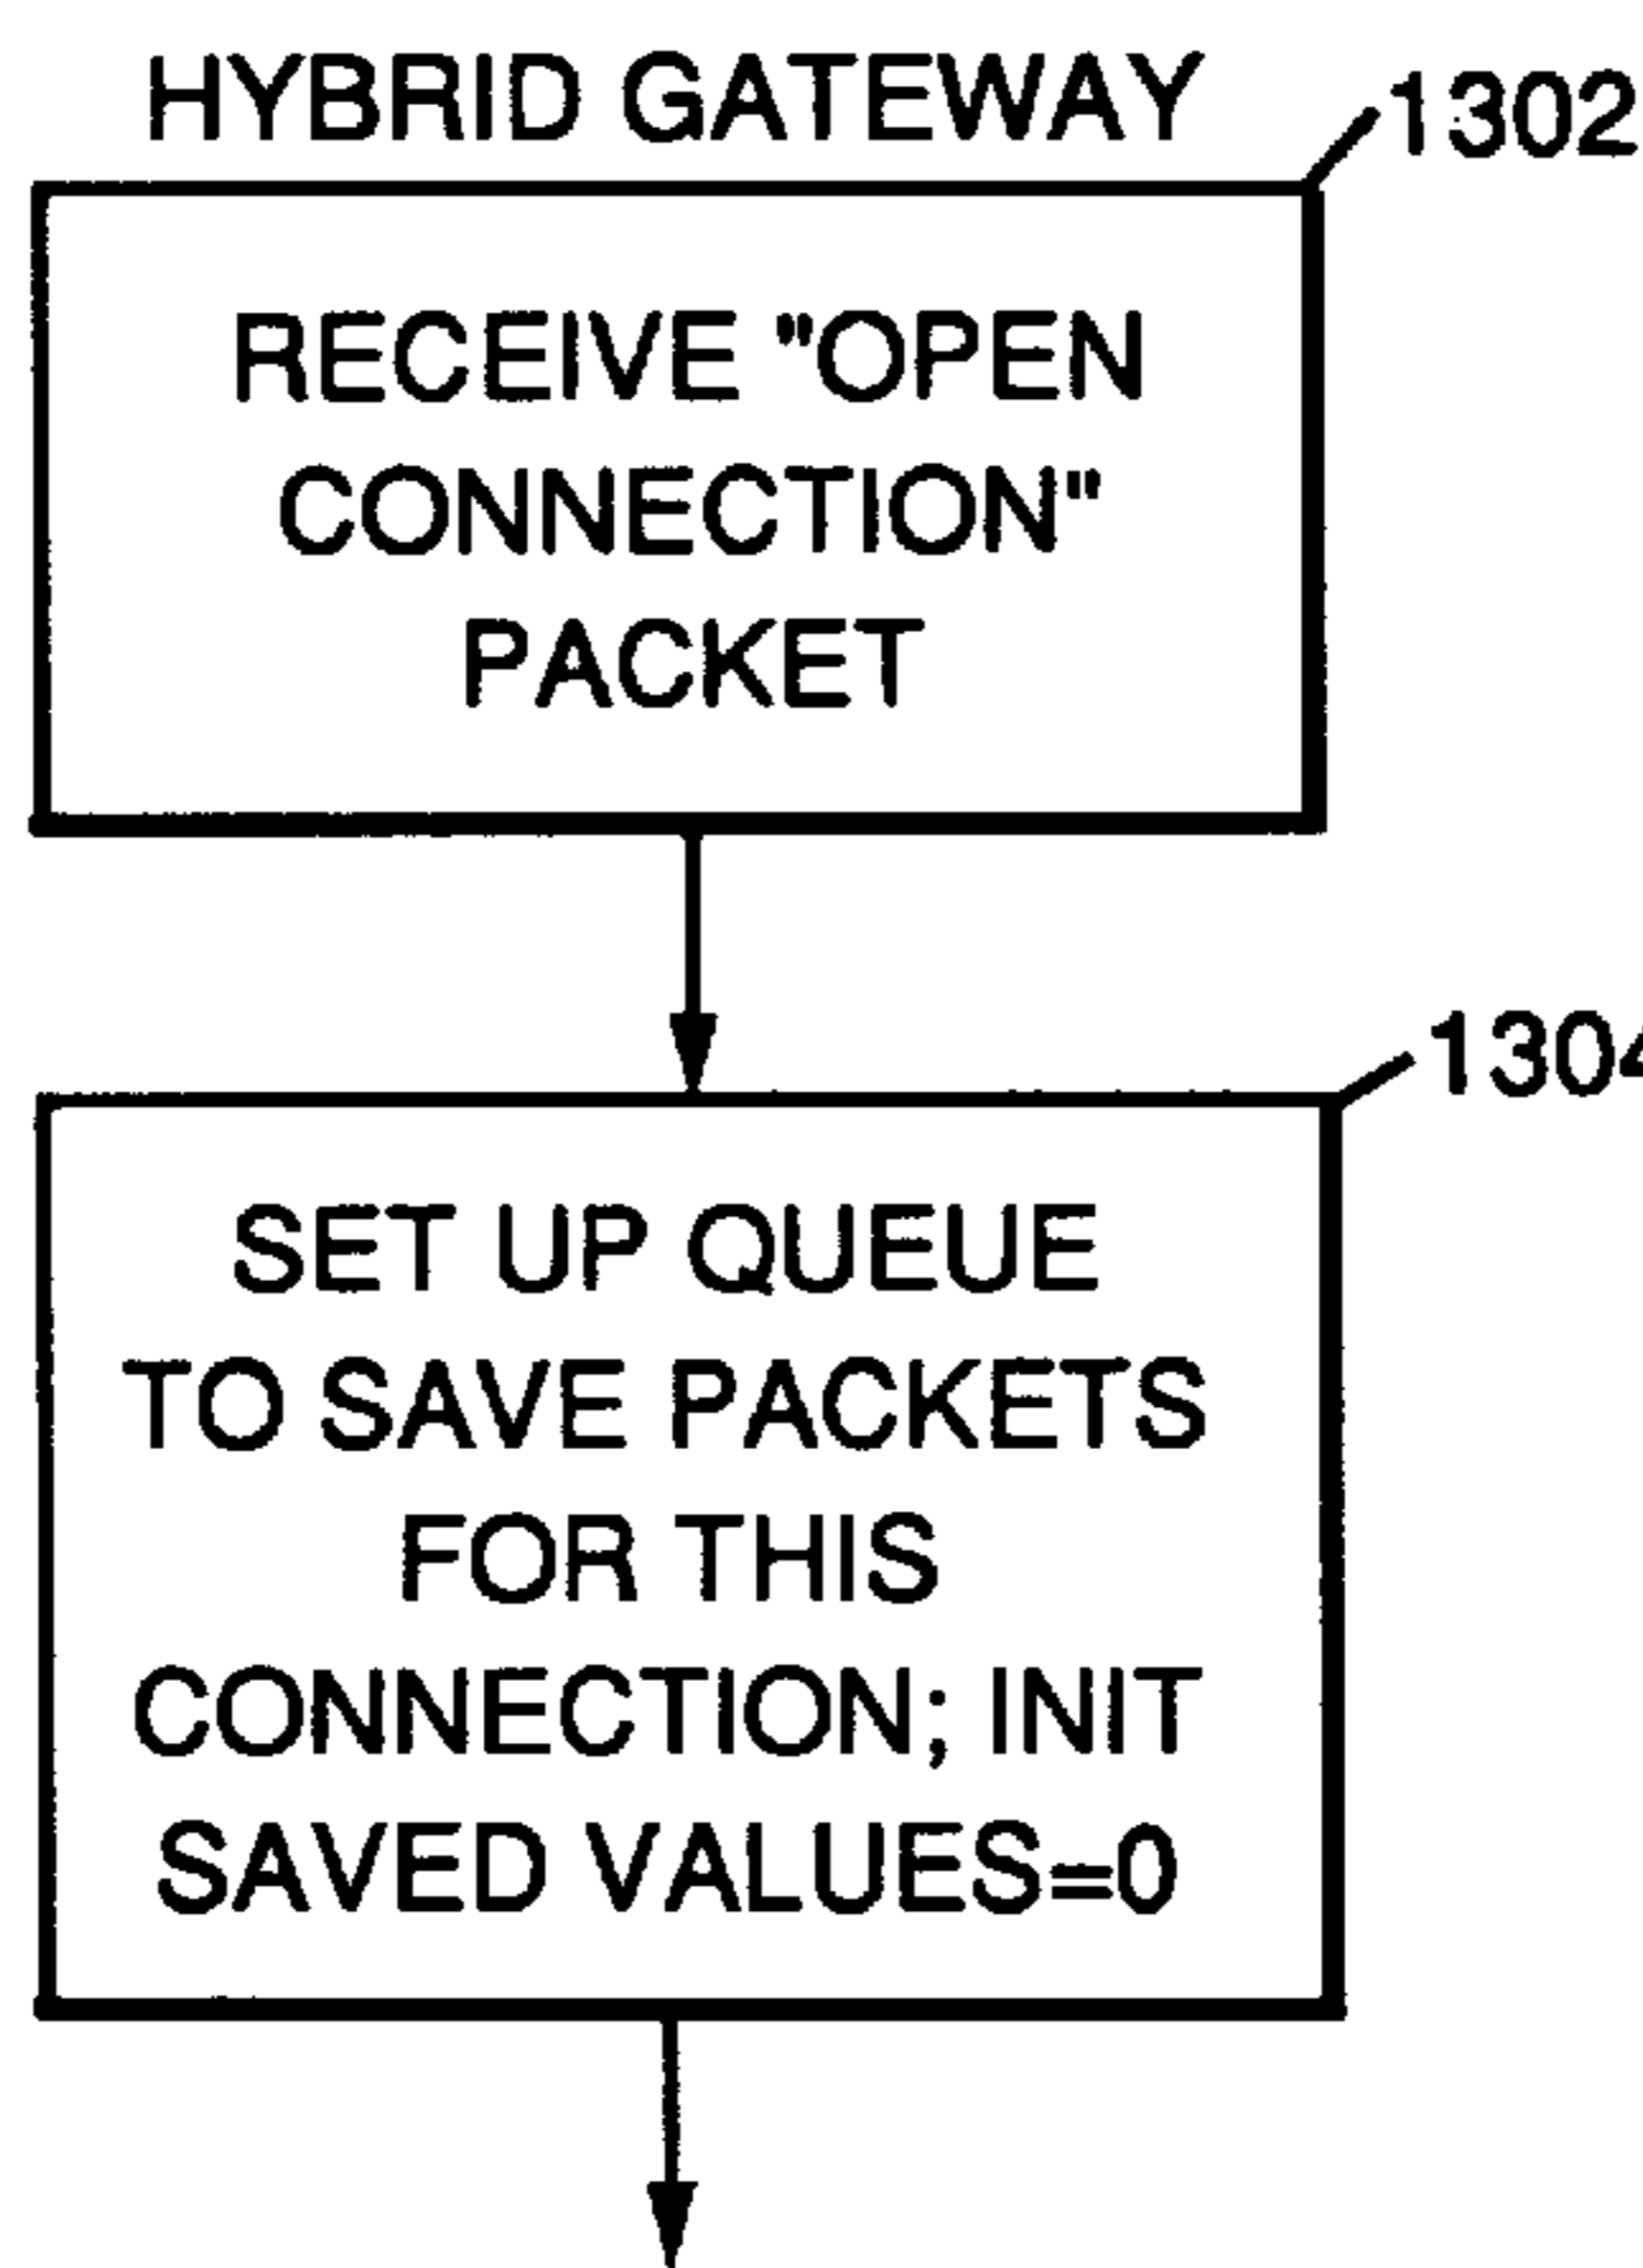 HYBRID GATEWAY
1302
RECEIVE "OPEN
CONNECTION"
PACKET
1304
SET UP QUEUE
TO SAVE PACKETS
FOR THIS
CONNECTION; INIT
SAVED VALUES=0